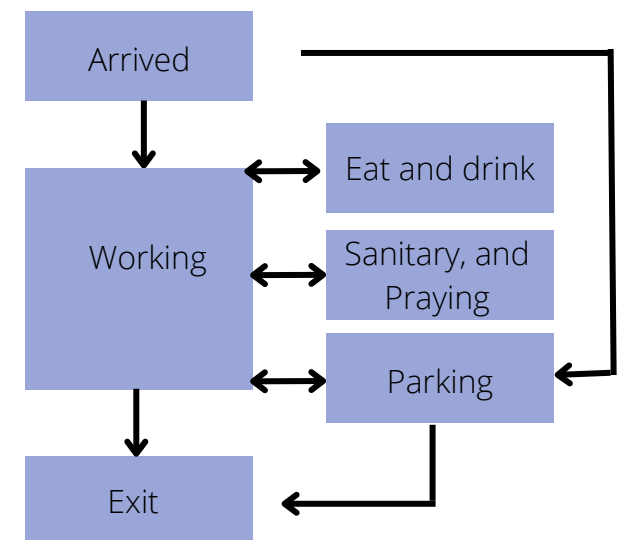 Arrived
Eat and drink
Working
Sanitary, and
Praying
Parking
Exit